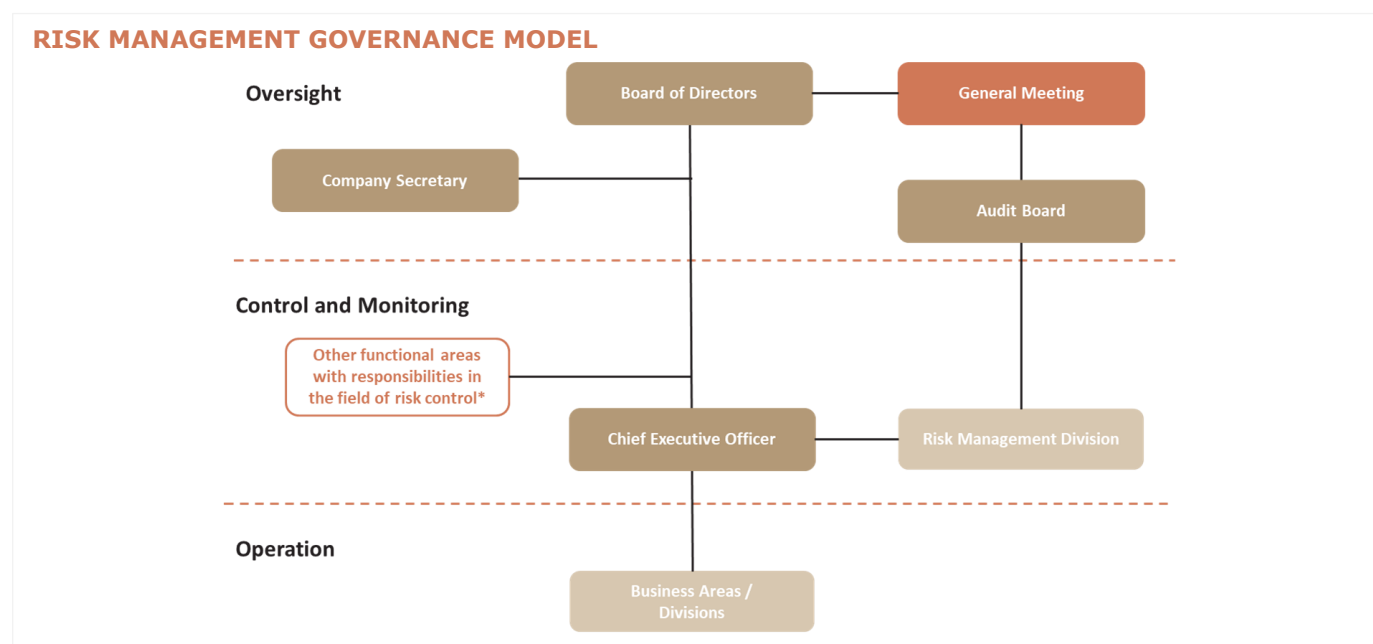 RISK MANAGEMENT GOVERNANCE MODEL
Oversight
Board of Directors
General Meeting
Company Secretary
Audit Board
Control and Monitoring
Other functional areas
with responsibilities in
the field of risk control*
Chief Executive Officer
Risk Management Division
Operation
Business Areas /
Divisions